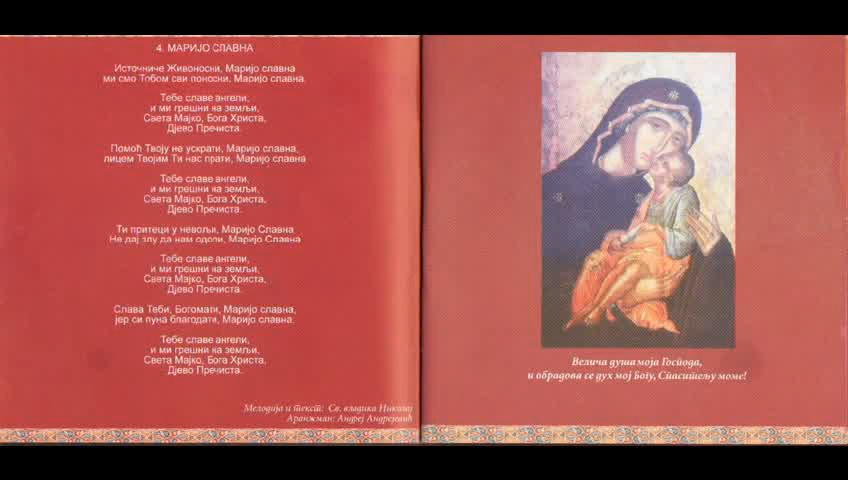 4. МАРИЈО СЛАВНА
Источниче Живоносни, Маријо славна
ми смо Тобом сви поносни, Маријо славна.
Тебе славе ангели,
и ми грешни на земљи,
Света Мајко, Бога Христа,
Дјево Пречиста.
Помоћ Твоју не ускрати, Маријо славна,
лицем Твојим Ти нас прати, Маријо славна
Тебе славе ангели,
и ми грешни на земљи,
Света Мајко, Бога Христа,
Дјево Пречиста.
Ти притеци у невољи, Маријо Славна
Не дај злу да нам одоли, Маријо Славна
Тебе славе ангели,
и ми грешни на земљи,
Света Мајко, Бога Христа,
Дјево Пречиста.
Слава Теби, Богомати, Маријо славна,
јер си пуна благодати, Маријо славна.
Тебе славе ангели,
и ми грешни на земљи,
Света Мајко, Бога Христа,
Дјево Пречиста.
Мелодија и текст: Св. владика Николај
Аранжман: Андреј Андрејевић
Велича душа моја Господа,
и обрадова се дух мој Богу, Спаситељу моме!